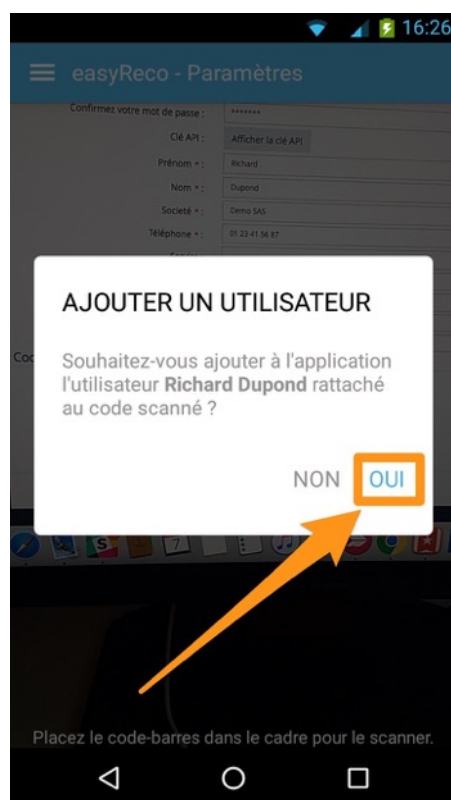 16:26
easyReco - Paramètres
Confirmez votre mot de passe :
Clé API : Afficher la clé API
Prénom * : Richard
Nom * : Dupond
Societé * : Demo SAS
Téléphone * : 01 23 41 56 87
AJOUTER UN UTILISATEUR
Souhaitez-vous ajouter à l'application
l'utilisateur Richard Dupond rattaché
au code scanné ?
NON OUI
7
Placez le code-barres dans le cadre pour le scanner.